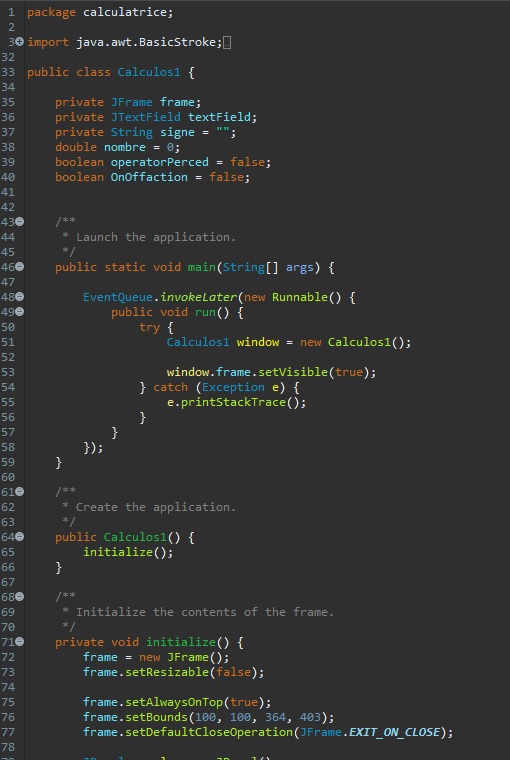 1 package calculatrice;
2
3 import java.awt.BasicStroke;
32
33 public class Calculos1 {
34
35     private JFrame frame;
36     private JTextField textField;
37     private String signe = "";
38     double nombre = 0;
39     boolean operatorPerced = false;
40     boolean OnOffaction = false;
41
42
43     /**
44      * Launch the application.
45      */
46     public static void main(String[] args) {
47
48         EventQueue.invokeLater(new Runnable() {
49             public void run() {
50                 try {
51                     Calculos1 window = new Calculos1();
52
53                     window.frame.setVisible(true);
54                 } catch (Exception e) {
55                     e.printStackTrace();
56                 }
57             }
58         });
59     }
60
61     /**
62      * Create the application.
63      */
64     public Calculos1() {
65         initialize();
66     }
67
68     /**
69      * Initialize the contents of the frame.
70      */
71     private void initialize() {
72         frame = new JFrame();
73         frame.setResizable(false);
74
75         frame.setAlwaysOnTop(true);
76         frame.setBounds(100, 100, 364, 403);
77         frame.setDefaultCloseOperation(JFrame.EXIT_ON_CLOSE);
78